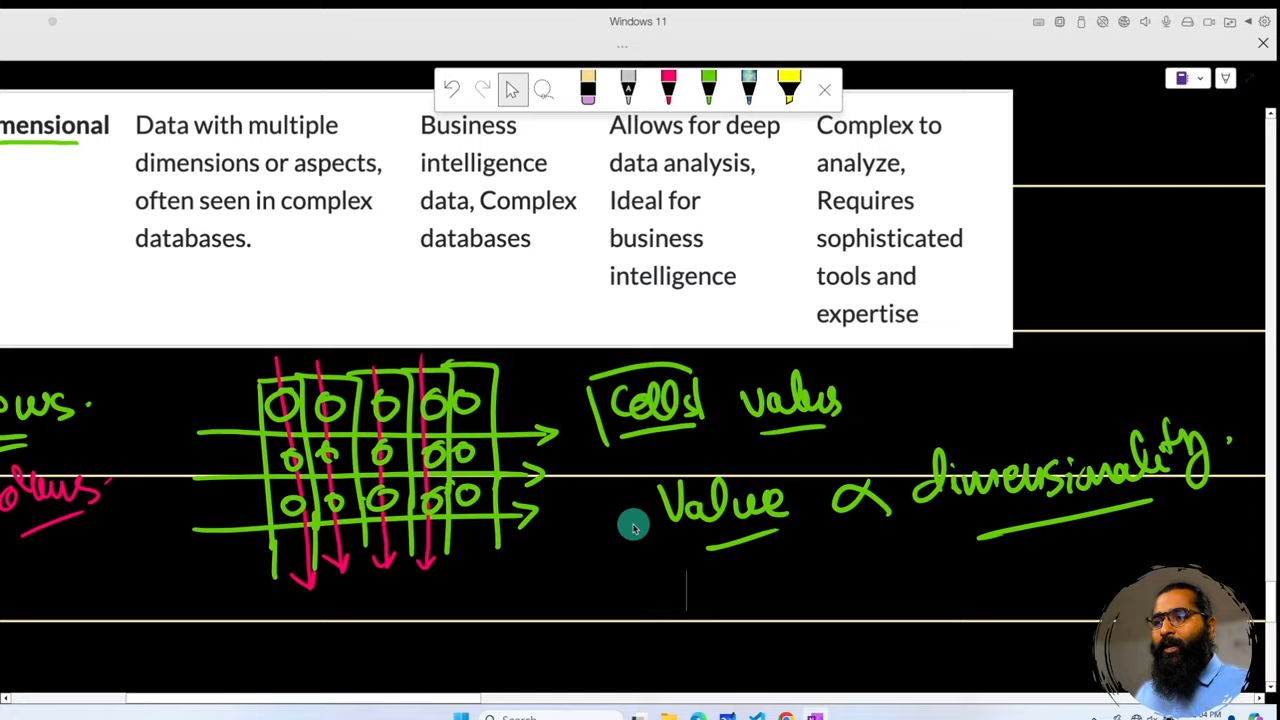 Windows 11
...
mensional
Data with multiple
dimensions or aspects,
often seen in complex
databases.
Business
intelligence
data, Complex
databases
Allows for deep
data analysis,
Ideal for
business
intelligence
Complex to
analyze,
Requires
sophisticated
tools and
expertise
ows.
Cells values
Value ∝ dimensionality.
Search